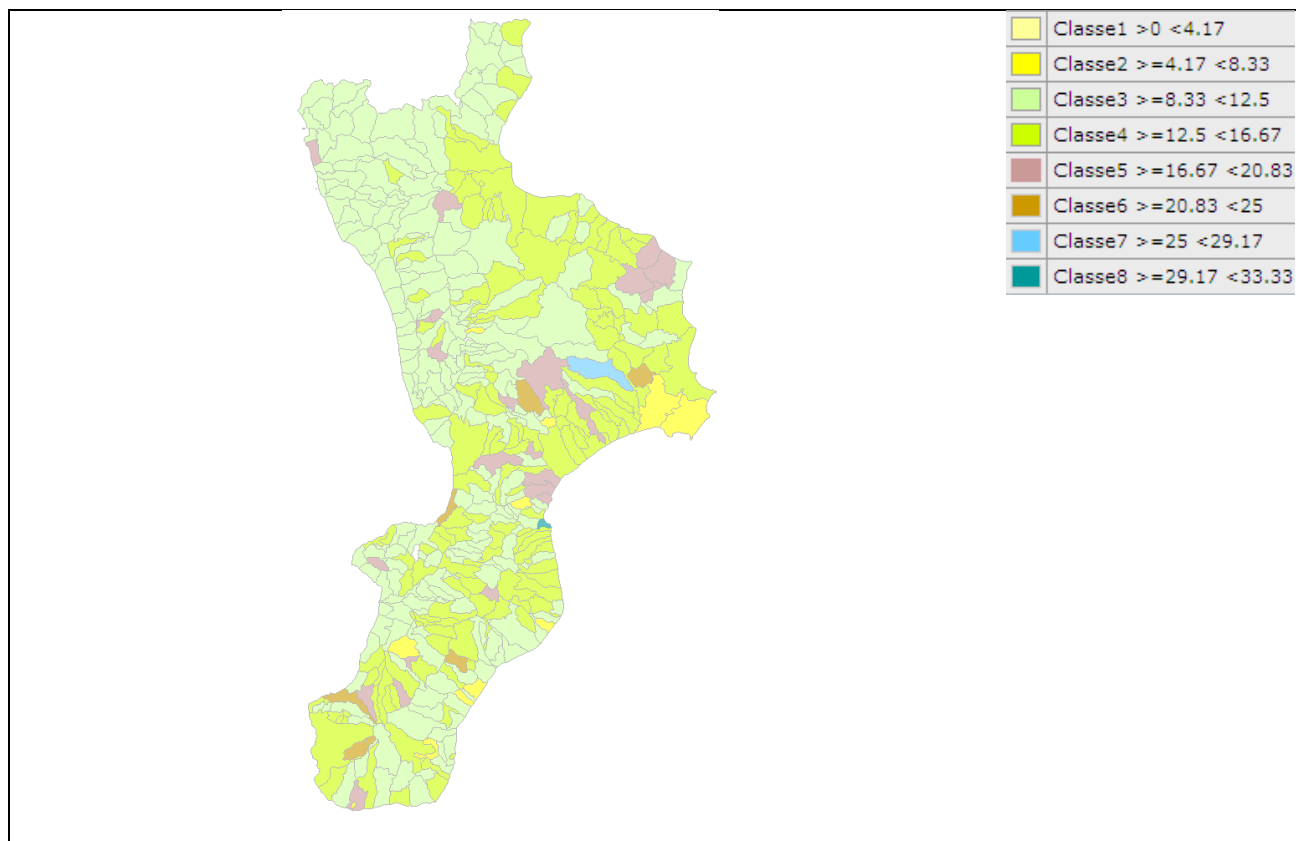 Classe1 >0 <4.17
Classe2 >=4.17 <8.33
Classe3 >=8.33 <12.5
Classe4 >=12.5 <16.67
Classe5 >=16.67 <20.83
Classe6 >=20.83 <25
Classe7 >=25 <29.17
Classe8 >=29.17 <33.33